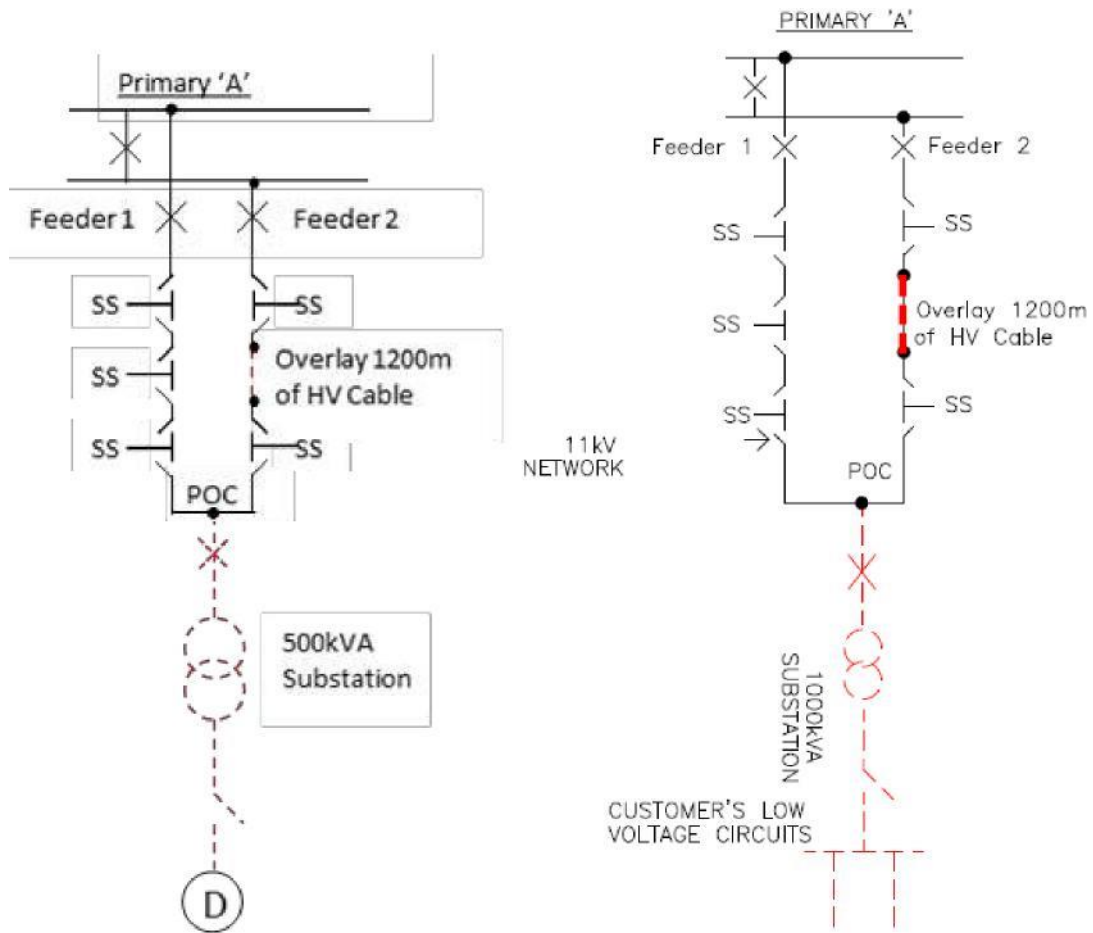 Primary 'A'
Feeder 1
Feeder 2
SS
SS
SS
Overlay 1200m
of HV Cable
SS
SS
POC
500kVA
Substation
D
PRIMARY 'A'
Feeder 1
Feeder 2
SS
SS
SS
Overlay 1200m
of HV Cable
SS
SS
11kV
NETWORK
POC
1000kVA
SUBSTATION
CUSTOMER'S LOW
VOLTAGE CIRCUITS